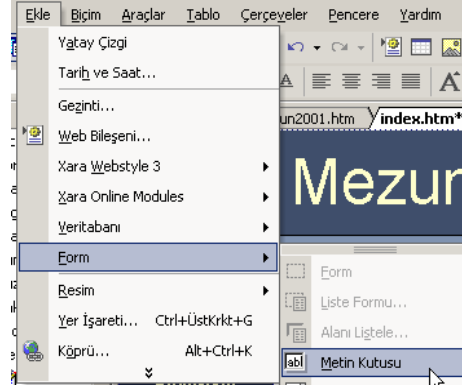 Ekle Biçim Araçlar Tablo Çerçeveler Pencere Yardım
Yatay Çizgi
Tarih ve Saat...
Gezinti...
Web Bileşeni...
Xara Webstyle 3
Xara Online Modules
Veritabanı
Form
Resim
Yer İşareti... Ctrl+ÜstKrkt+G
Köprü... Alt+Ctrl+K
A
un2001.htm index.htm*
Mezun
Form
Liste Formu...
Alanı Listele...
abl Metin Kutusu